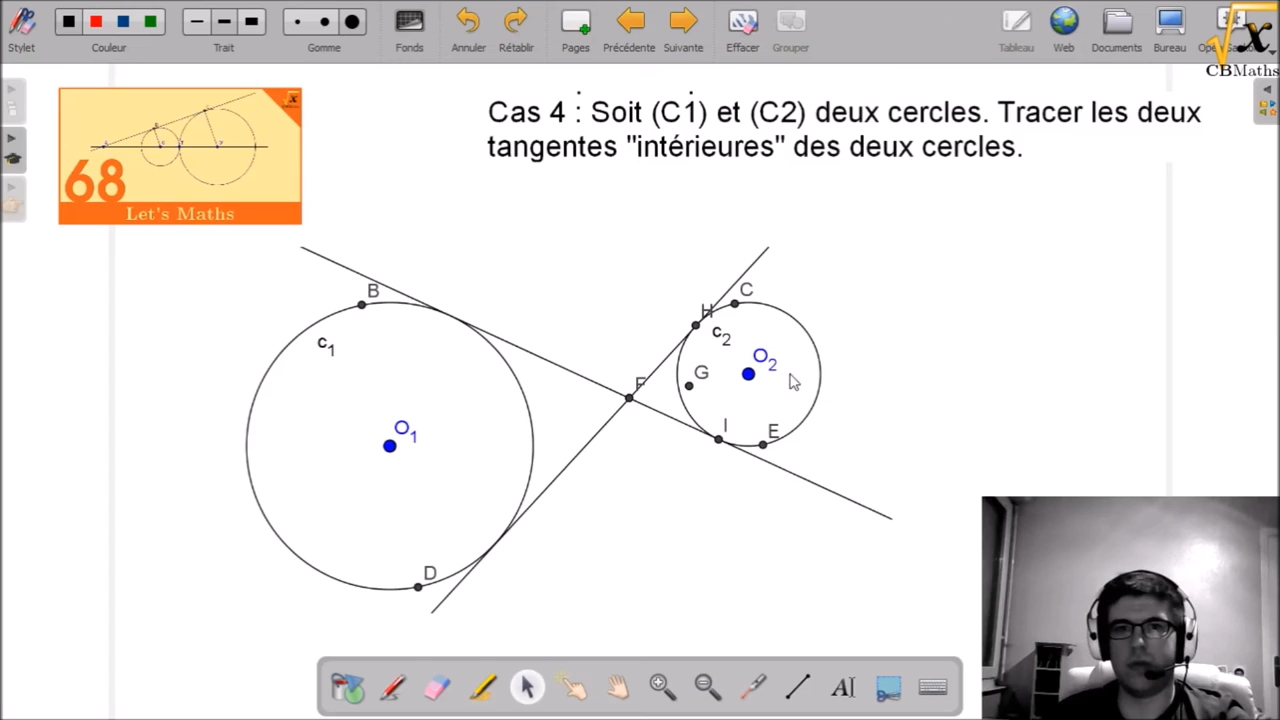 Stylet
Couleur
Trait
Gomme
Fonds
Annuler
Rétablir
Pages
Précédente
Suivante
Effacer
Grouper
Tableau
Web
Documents
Bureau
CBMaths
68
Let's Maths
Cas 4 : Soit (C1) et (C2) deux cercles. Tracer les deux
tangentes "intérieures" des deux cercles.
B
C
H
c1
c2
O2
G
F
O1
I
E
D